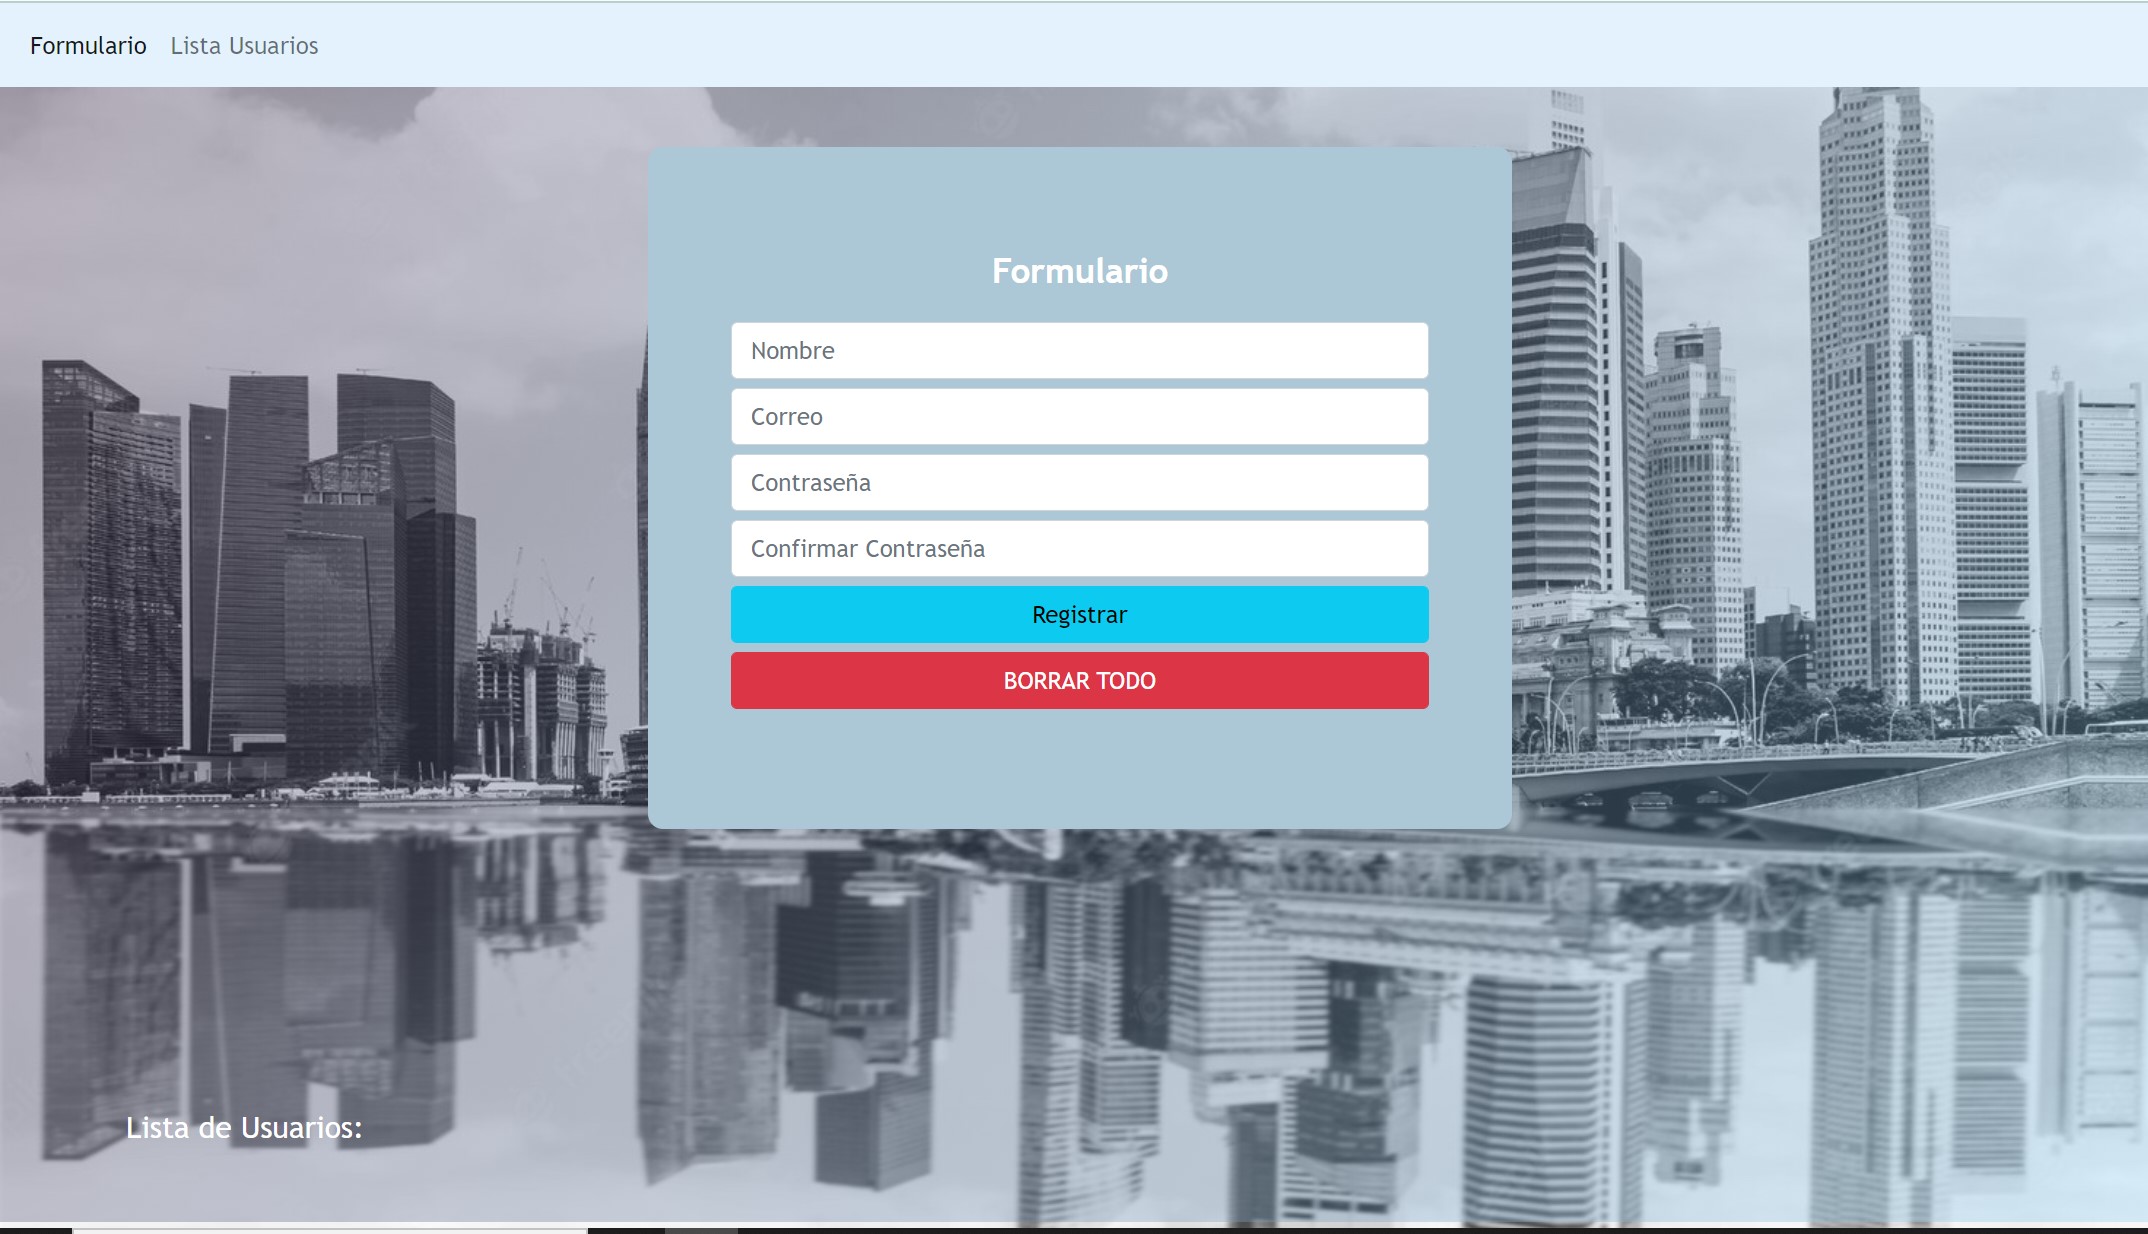 Formulario Lista Usuarios
Formulario
Nombre
Correo
Contraseña
Confirmar Contraseña
Registrar
BORRAR TODO
Lista de Usuarios: